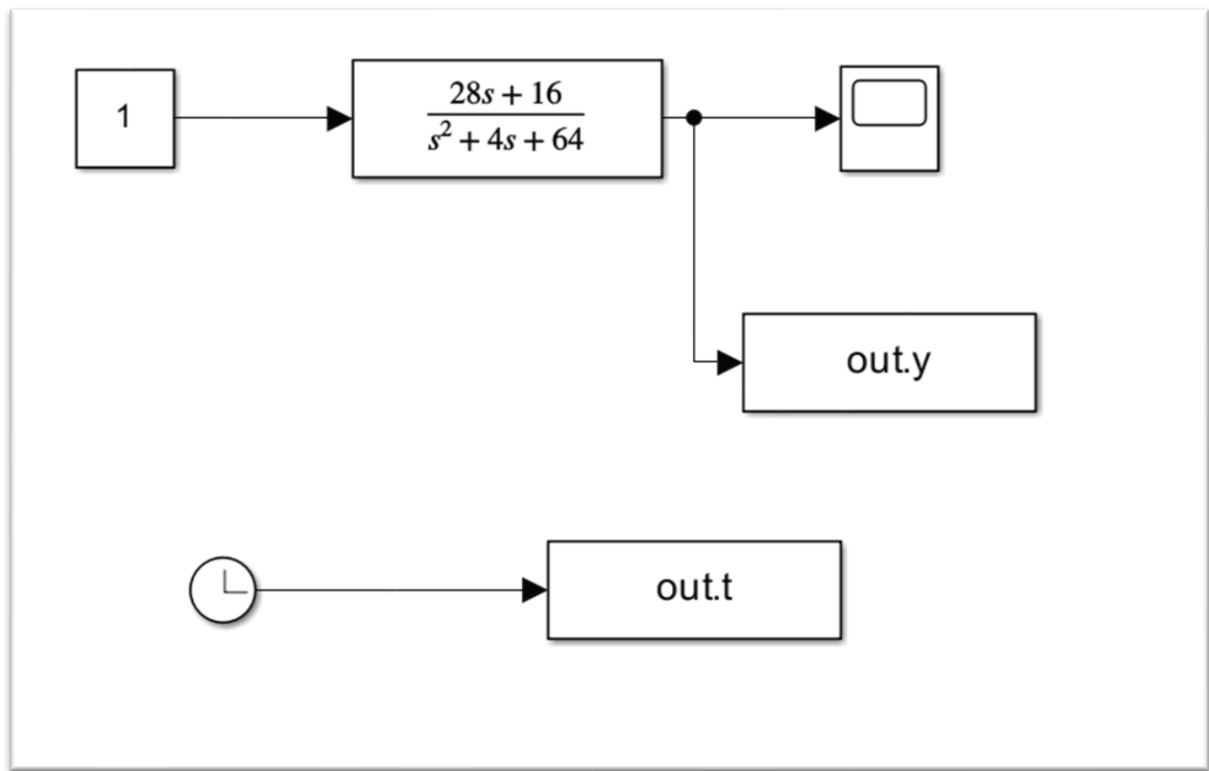 1
28s + 16
s² + 4s + 64
out.y
out.t